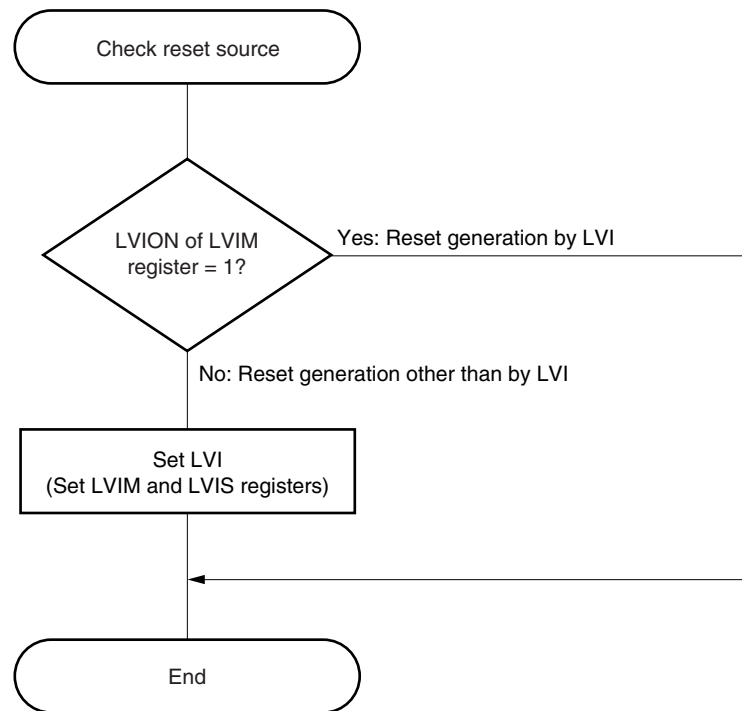 Check reset source
LVION of LVIM
register = 1?
Yes: Reset generation by LVI
No: Reset generation other than by LVI
Set LVI
(Set LVIM and LVIS registers)
End